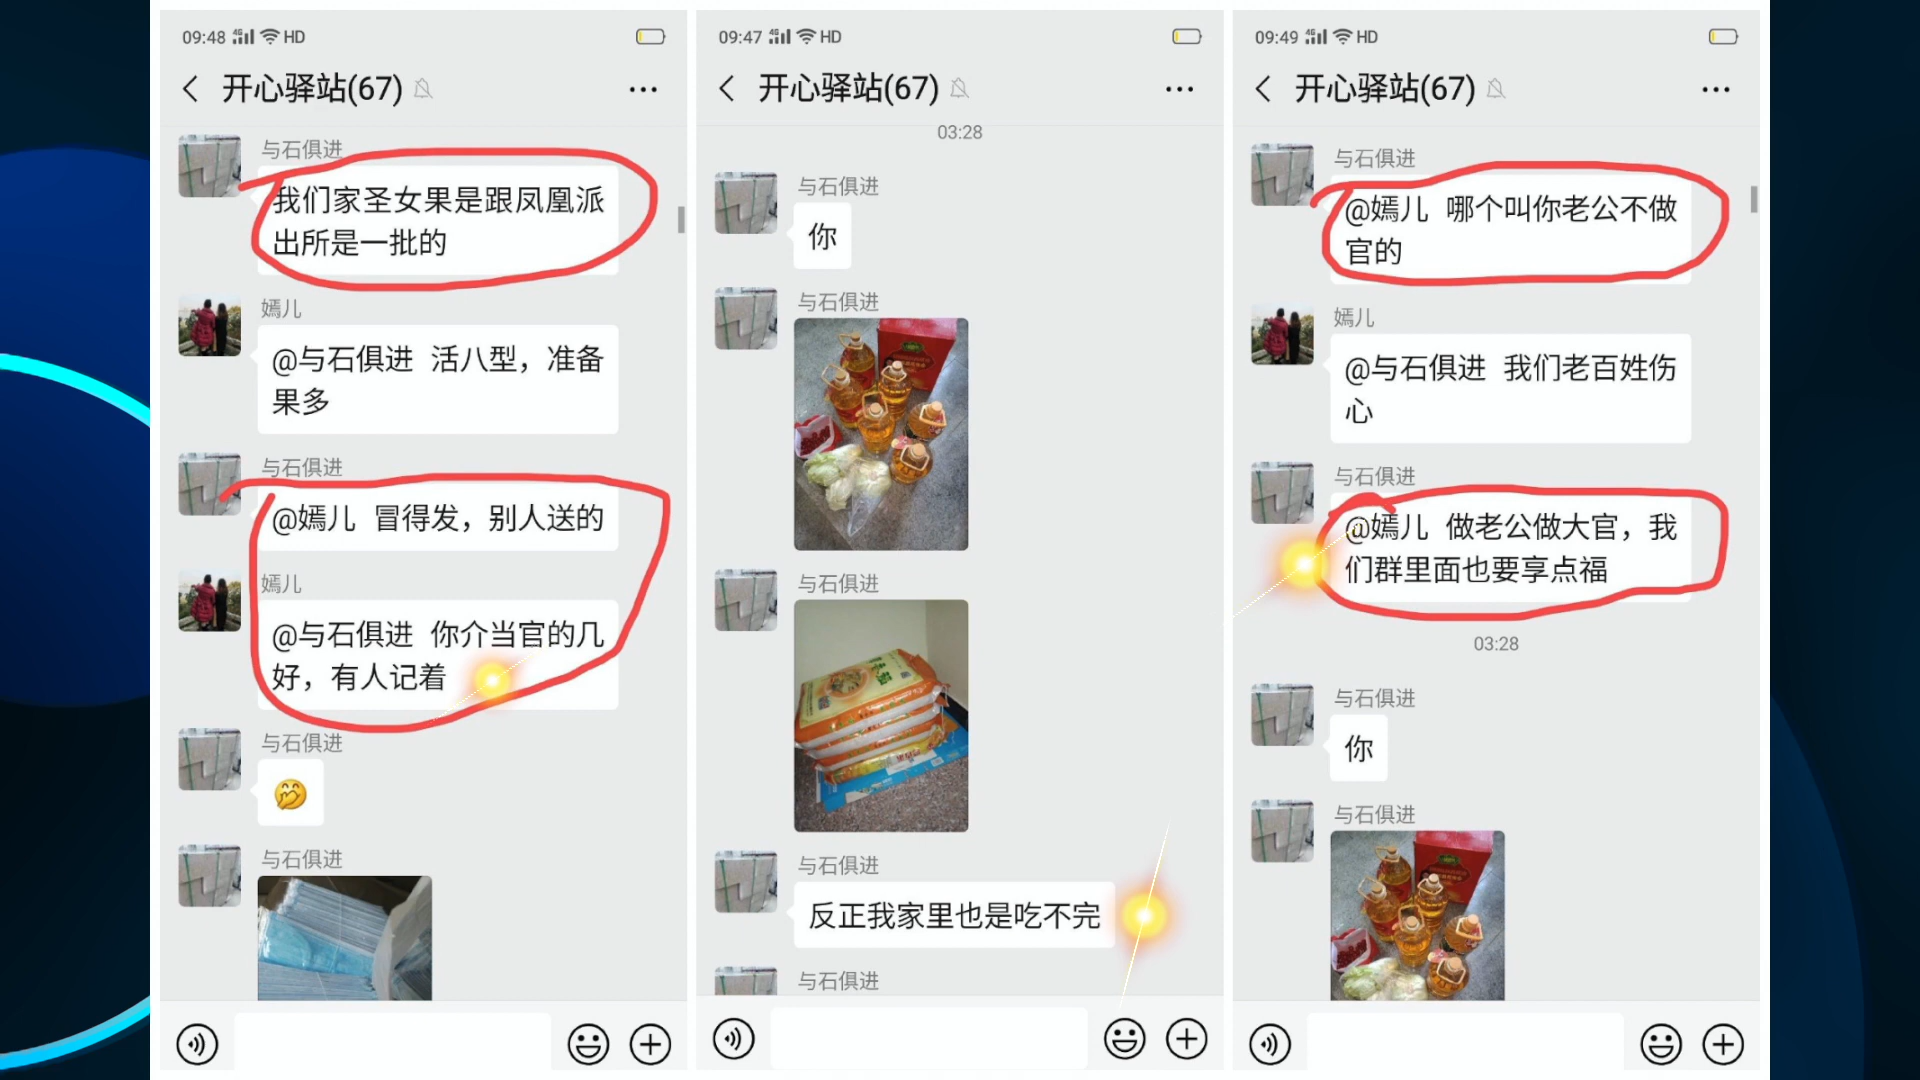 09:48 4G HD
开心驿站(67)
与石俱进
我们家圣女果是跟凤凰派
出所是一批的
嫣儿
@与石俱进 活八型，准备
果多
与石俱进
@嫣儿 冒得发，别人送的
嫣儿
@与石俱进 你介当官的几
好，有人记着
与石俱进
与石俱进
09:47 4G HD
开心驿站(67)
03:28
与石俱进
你
与石俱进
与石俱进
与石俱进
反正我家里也是吃不完
与石俱进
09:49 4G HD
开心驿站(67)
与石俱进
@嫣儿 哪个叫你老公不做
官的
嫣儿
@与石俱进 我们老百姓伤
心
与石俱进
@嫣儿 做老公做大官，我
们群里面也要享点福
03:28
与石俱进
你
与石俱进